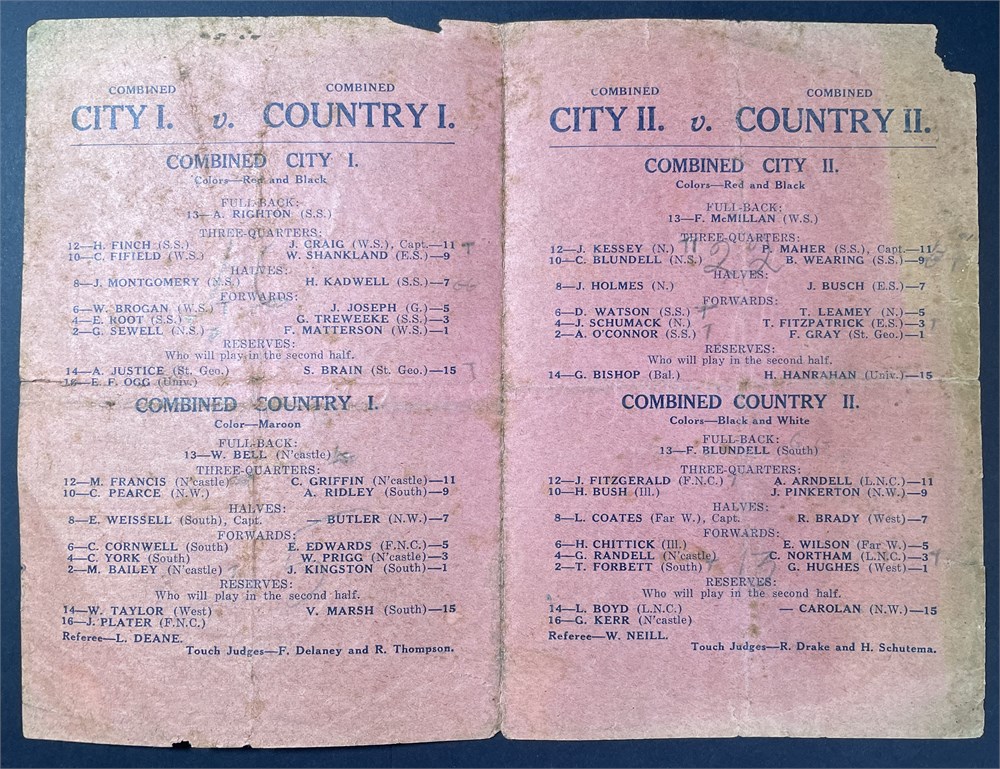 COMBINED COMBINED
CITY I. v. COUNTRY I.
COMBINED CITY I.
Colors—Red and Black
FULL-BACK:
13—A. RIGHTON (S.S.)
THREE-QUARTERS:
12—H. FINCH (S.S.) J. CRAIG (W.S.), Capt.—11
10—C. FIFIELD (W.S.) W. SHANKLAND (E.S.)—9
HALVES:
8—J. MONTGOMERY (N.S.) H. KADWELL (S.S.)—7
FORWARDS:
6—W. BROGAN (W.S.) J. JOSEPH (G.)—5
4—E. ROOT (S.S.) G. TREWEEKE (S.S.)—3
2—G. SEWELL (N.S.) F. MATTERSON (W.S.)—1
RESERVES:
Who will play in the second half.
14—A. JUSTICE (St. Geo.) S. BRAIN (St. Geo.)—15
E. F. OGG (Univ.)
COMBINED COUNTRY I.
Color—Maroon
FULL-BACK:
13—W. BELL (N'castle)
THREE-QUARTERS:
12—M. FRANCIS (N'castle) C. GRIFFIN (N'castle)—11
10—C. PEARCE (N.W.) A. RIDLEY (South)—9
HALVES:
8—E. WEISSELL (South), Capt. — BUTLER (N.W.)—7
FORWARDS:
6—C. CORNWELL (South) E. EDWARDS (F.N.C.)—5
4—C. YORK (South) W. PRIGG (N'castle)—3
2—M. BAILEY (N'castle) J. KINGSTON (South)—1
RESERVES:
Who will play in the second half.
14—W. TAYLOR (West) V. MARSH (South)—15
16—J. PLATER (F.N.C.)
Referee—L. DEANE.
Touch Judges—F. Delaney and R. Thompson.
COMBINED COMBINED
CITY II. v. COUNTRY II.
COMBINED CITY II.
Colors—Red and Black
FULL-BACK:
13—F. McMILLAN (W.S.)
THREE-QUARTERS:
12—J. KESSEY (N.) P. MAHER (S.S.), Capt.—11
10—C. BLUNDELL (N.S.) B. WEARING (S.S.)—9
22
HALVES:
8—J. HOLMES (N.) J. BUSCH (E.S.)—7
FORWARDS:
6—D. WATSON (S.S.) T. LEAMEY (N.)—5
4—J. SCHUMACK (N.) T. FITZPATRICK (E.S.)—3
2—A. O'CONNOR (S.S.) F. GRAY (St. Geo.)—1
RESERVES:
Who will play in the second half.
14—G. BISHOP (Bal.) H. HANRAHAN (Univ.)—15
COMBINED COUNTRY II.
Colors—Black and White
FULL-BACK:
13—F. BLUNDELL (South)
THREE-QUARTERS:
12—J. FITZGERALD (F.N.C.) A. ARNDELL (L.N.C.)—11
10—H. BUSH (Ill.) J. PINKERTON (N.W.)—9
HALVES:
8—L. COATES (Far W.), Capt. R. BRADY (West)—7
FORWARDS:
6—H. CHITTICK (Ill.) E. WILSON (Far W.)—5
4—G. RANDELL (N'castle) C. NORTHAM (L.N.C.)—3
2—T. FORBETT (South) G. HUGHES (West)—1
13
RESERVES:
Who will play in the second half.
14—L. BOYD (L.N.C.) — CAROLAN (N.W.)—15
16—G. KERR (N'castle)
Referee—W. NEILL.
Touch Judges—R. Drake and H. Schutema.